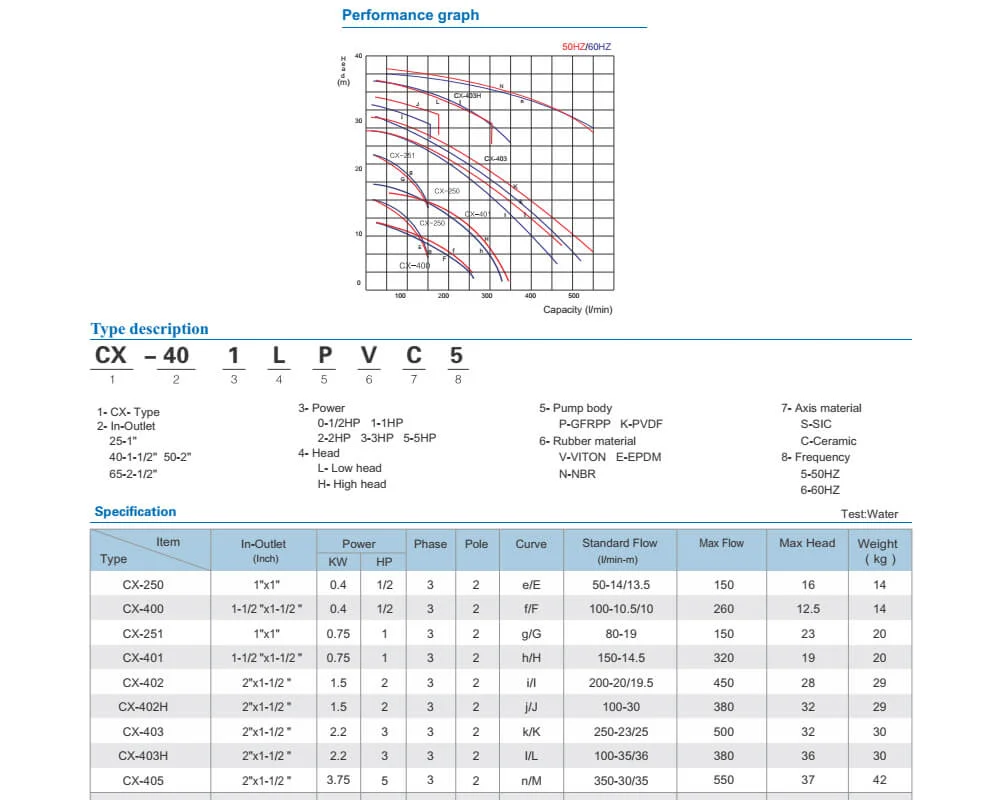 Performance graph
50HZ/60HZ
Head
(m)
40
30
20
10
0
N
n
CX-403H
L
l
J
j
CX-251
g
G
CX-403
K
k
CX-250
CX-401
i
I
CX-250
H
h
E
e
f
F
CX-400
100 200 300 400 500
Capacity (l/min)
Type description
CX - 40 1 L P V C 5
1 2 3 4 5 6 7 8
1- CX- Type
2- In-Outlet
25-1"
40-1-1/2" 50-2"
65-2-1/2"
3- Power
0-1/2HP 1-1HP
2-2HP 3-3HP 5-5HP
4- Head
L- Low head
H- High head
5- Pump body
P-GFRPP K-PVDF
6- Rubber material
V-VITON E-EPDM
N-NBR
7- Axis material
S-SIC
C-Ceramic
8- Frequency
5-50HZ
6-60HZ
Specification
Test:Water
Item Type In-Outlet (Inch) Power KW HP Phase Pole Curve Standard Flow (l/min-m) Max Flow Max Head Weight ( kg )
CX-250 1"x1" 0.4 1/2 3 2 e/E 50-14/13.5 150 16 14
CX-400 1-1/2 "x1-1/2 " 0.4 1/2 3 2 f/F 100-10.5/10 260 12.5 14
CX-251 1"x1" 0.75 1 3 2 g/G 80-19 150 23 20
CX-401 1-1/2 "x1-1/2 " 0.75 1 3 2 h/H 150-14.5 320 19 20
CX-402 2"x1-1/2 " 1.5 2 3 2 i/I 200-20/19.5 450 28 29
CX-402H 2"x1-1/2 " 1.5 2 3 2 j/J 100-30 380 32 29
CX-403 2"x1-1/2 " 2.2 3 3 2 k/K 250-23/25 500 32 30
CX-403H 2"x1-1/2 " 2.2 3 3 2 l/L 100-35/36 380 36 30
CX-405 2"x1-1/2 " 3.75 5 3 2 n/M 350-30/35 550 37 42